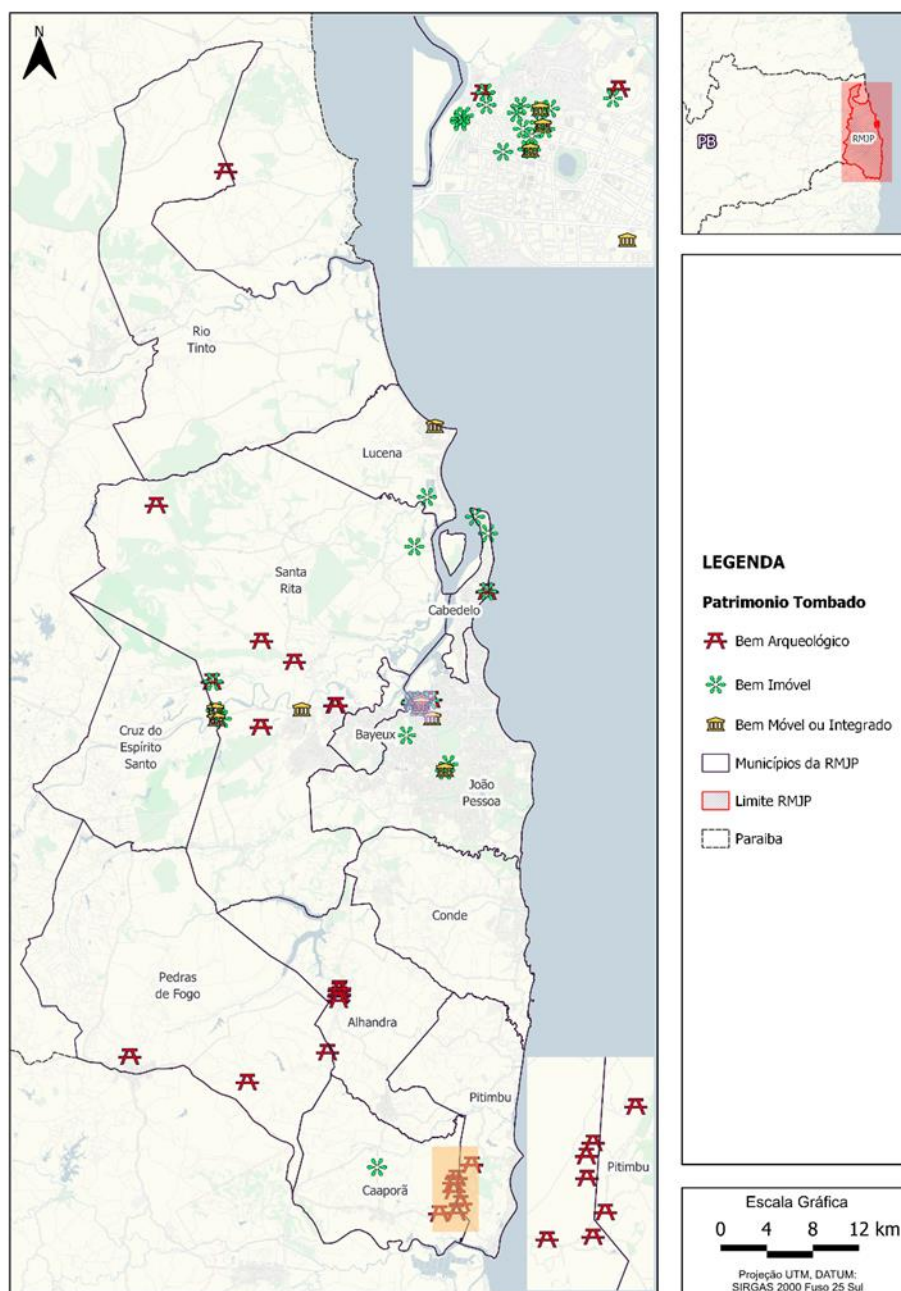 N
Rio
Tinto
Lucena
Santa
Rita
Cabedelo
Cruz do
Espírito
Santo
Bayeux
João
Pessoa
Conde
Pedras
de Fogo
Alhandra
Pitimbu
Caaporã
Pitimbu
PB
RMJP
LEGENDA
Patrimonio Tombado
Bem Arqueológico
Bem Imóvel
Bem Móvel ou Integrado
Municípios da RMJP
Limite RMJP
Paraiba
Escala Gráfica
0 4 8 12 km
Projeção UTM, DATUM:
SIRGAS 2000 Fuso 25 Sul